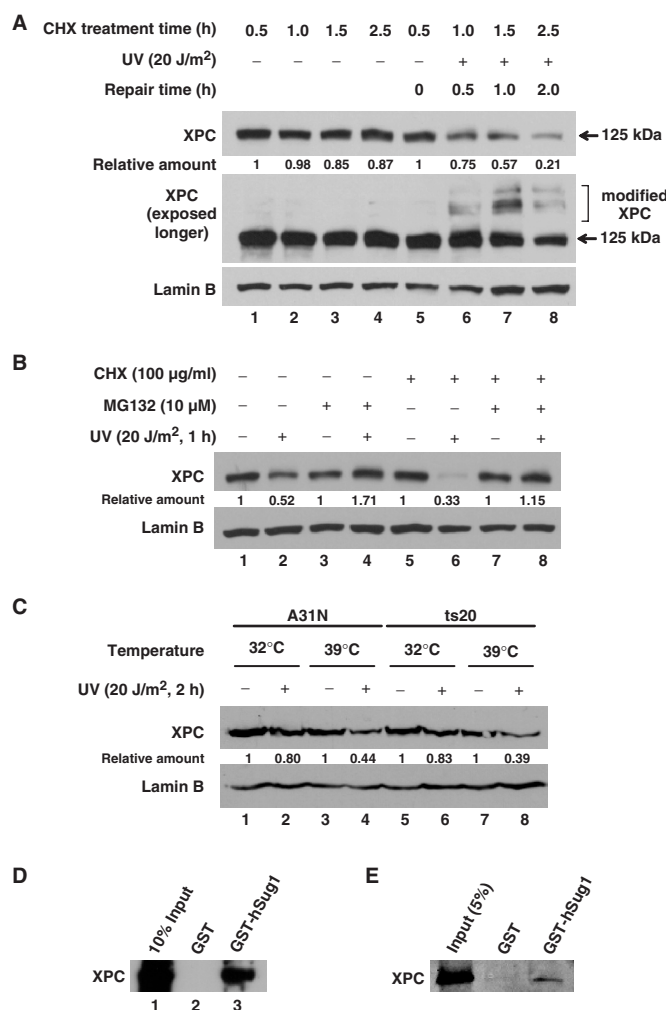 A
CHX treatment time (h) 0.5 1.0 1.5 2.5 0.5 1.0 1.5 2.5
UV (20 J/m²) – – – – – + + +
Repair time (h) 0 0.5 1.0 2.0
XPC 125 kDa
Relative amount 1 0.98 0.85 0.87 1 0.75 0.57 0.21
XPC
(exposed
longer)
modified
XPC
125 kDa
Lamin B
1 2 3 4 5 6 7 8
B
CHX (100 µg/ml) – – – – + + + +
MG132 (10 µM) – – + + – – + +
UV (20 J/m², 1 h) – + – + – + – +
XPC
Relative amount 1 0.52 1 1.71 1 0.33 1 1.15
Lamin B
1 2 3 4 5 6 7 8
C
A31N ts20
Temperature 32°C 39°C 32°C 39°C
UV (20 J/m², 2 h) – + – + – + – +
XPC
Relative amount 1 0.80 1 0.44 1 0.83 1 0.39
Lamin B
1 2 3 4 5 6 7 8
D
10% Input GST GST-hSug1
XPC
1 2 3
E
Input (5%) GST GST-hSug1
XPC